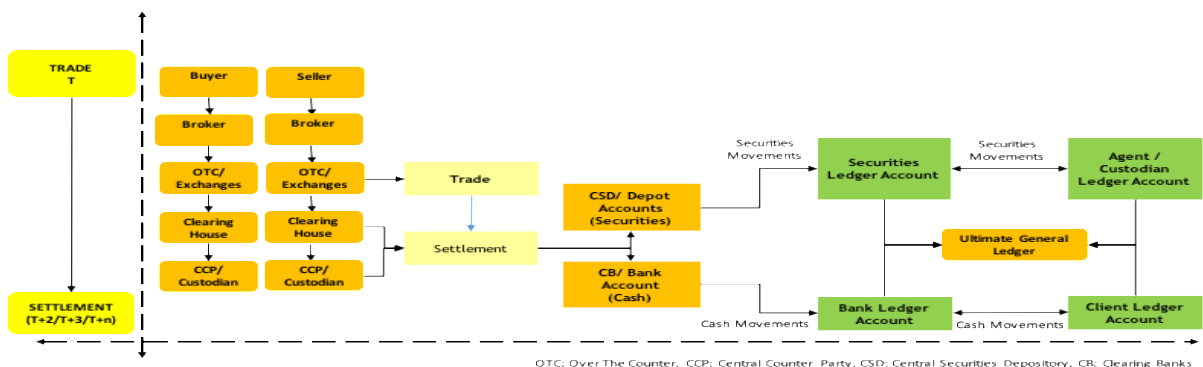 TRADE
T
SETTLEMENT
(T+2/T+3/T+n)
Buyer
Broker
OTC/
Exchanges
Clearing
House
CCP/
Custodian
Seller
Broker
OTC/
Exchanges
Clearing
House
CCP/
Custodian
Trade
Settlement
CSD/ Depot
Accounts
(Securities)
CB/ Bank
Account
(Cash)
Securities
Movements
Cash Movements
Securities
Ledger Account
Bank Ledger
Account
Securities
Movements
Ultimate General
Ledger
Cash Movements
Agent /
Custodian
Ledger Account
Client Ledger
Account
OTC: Over The Counter, CCP: Central Counter Party, CSD: Central Securities Depository, CB: Clearing Banks